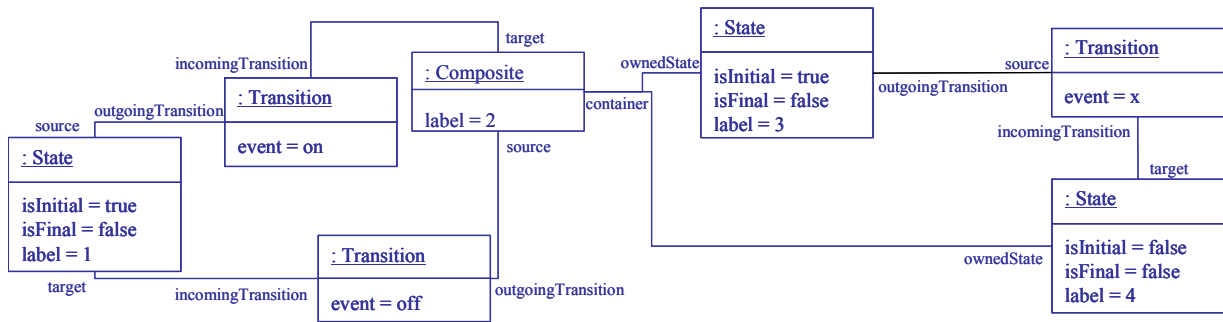 target
incomingTransition
: Composite
label = 2
: Transition
event = on
outgoingTransition
source
: State
isInitial = true
isFinal = false
label = 1
target
incomingTransition
: Transition
event = off
outgoingTransition
source
container
ownedState
: State
isInitial = true
isFinal = false
label = 3
outgoingTransition
source
: Transition
event = x
incomingTransition
target
: State
isInitial = false
isFinal = false
label = 4
ownedState